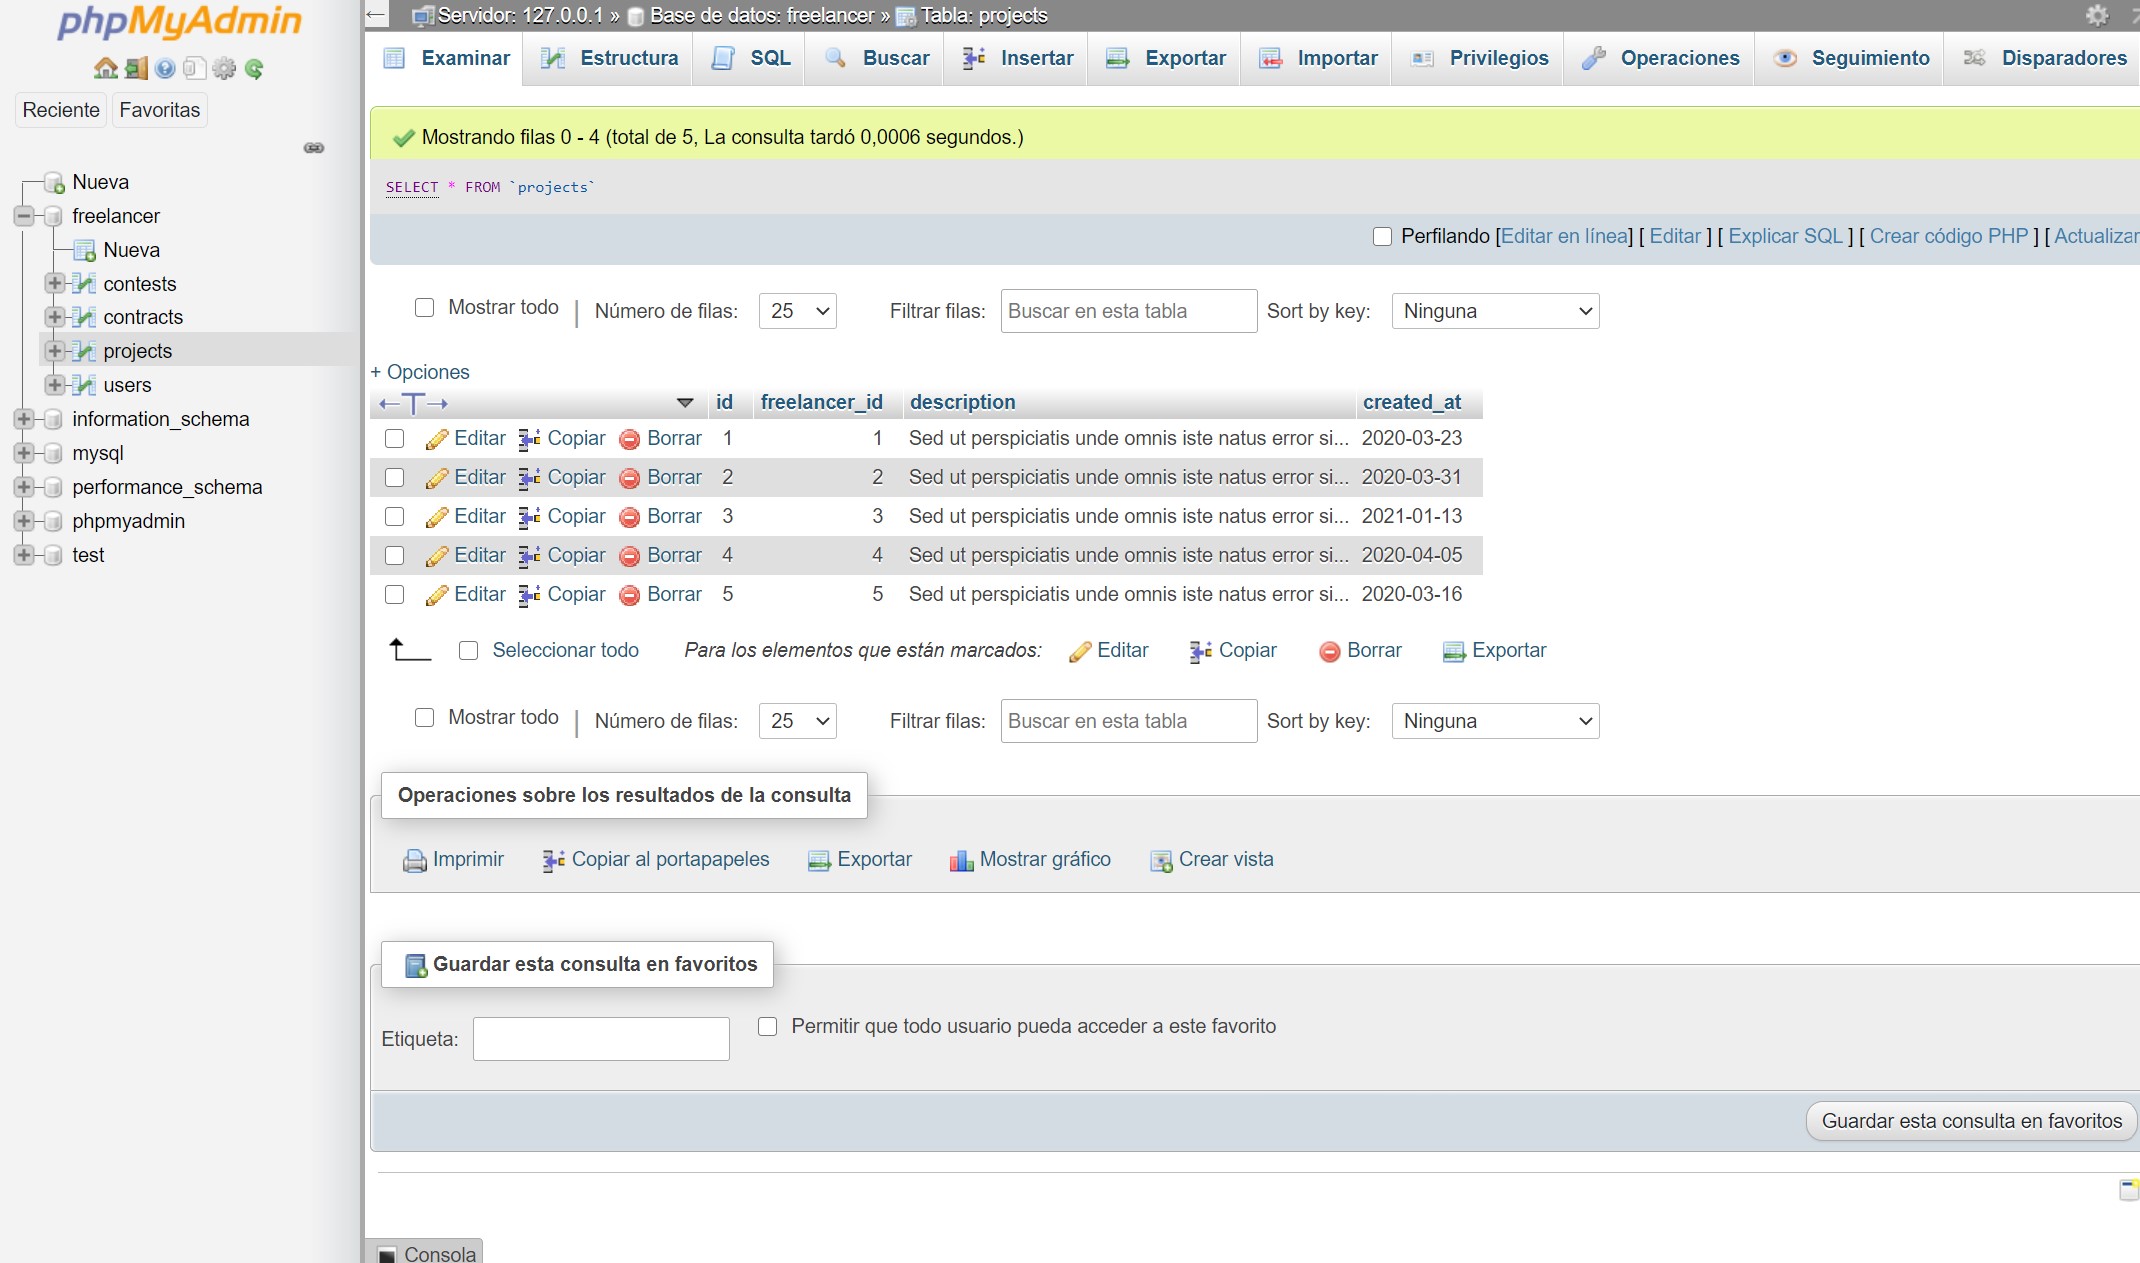 phpMyAdmin
Reciente Favoritas
Nueva
freelancer
Nueva
contests
contracts
projects
users
information_schema
mysql
performance_schema
phpmyadmin
test
Servidor: 127.0.0.1 » Base de datos: freelancer » Tabla: projects
Examinar Estructura SQL Buscar Insertar Exportar Importar Privilegios Operaciones Seguimiento Disparadores
Mostrando filas 0 - 4 (total de 5, La consulta tardó 0,0006 segundos.)
SELECT * FROM `projects`
Perfilando [Editar en línea] [ Editar ] [ Explicar SQL ] [ Crear código PHP ] [ Actualizar
Mostrar todo | Número de filas: 25 Filtrar filas: Buscar en esta tabla Sort by key: Ninguna
+ Opciones
←T→ id freelancer_id description created_at
Editar Copiar Borrar 1 1 Sed ut perspiciatis unde omnis iste natus error si... 2020-03-23
Editar Copiar Borrar 2 2 Sed ut perspiciatis unde omnis iste natus error si... 2020-03-31
Editar Copiar Borrar 3 3 Sed ut perspiciatis unde omnis iste natus error si... 2021-01-13
Editar Copiar Borrar 4 4 Sed ut perspiciatis unde omnis iste natus error si... 2020-04-05
Editar Copiar Borrar 5 5 Sed ut perspiciatis unde omnis iste natus error si... 2020-03-16
Seleccionar todo Para los elementos que están marcados: Editar Copiar Borrar Exportar
Mostrar todo | Número de filas: 25 Filtrar filas: Buscar en esta tabla Sort by key: Ninguna
Operaciones sobre los resultados de la consulta
Imprimir Copiar al portapapeles Exportar Mostrar gráfico Crear vista
Guardar esta consulta en favoritos
Etiqueta: Permitir que todo usuario pueda acceder a este favorito
Guardar esta consulta en favoritos
Consola